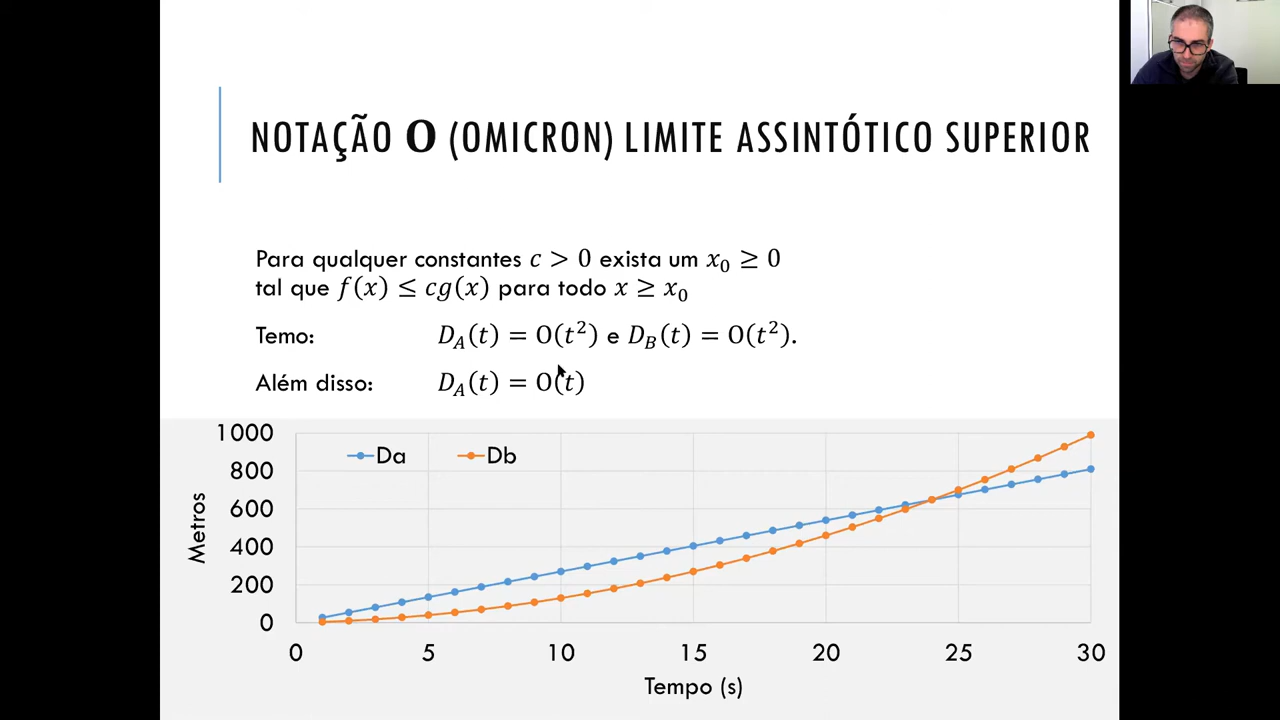 NOTAÇÃO O (OMICRON) LIMITE ASSINTÓTICO SUPERIOR
Para qualquer constantes c > 0 exista um x₀ ≥ 0
tal que f(x) ≤ cg(x) para todo x ≥ x₀
Temo: D_A(t) = O(t²) e D_B(t) = O(t²).
Além disso: D_A(t) = O(t)
1000
800
600
400
200
0
Metros
Da Db
0 5 10 15 20 25 30
Tempo (s)